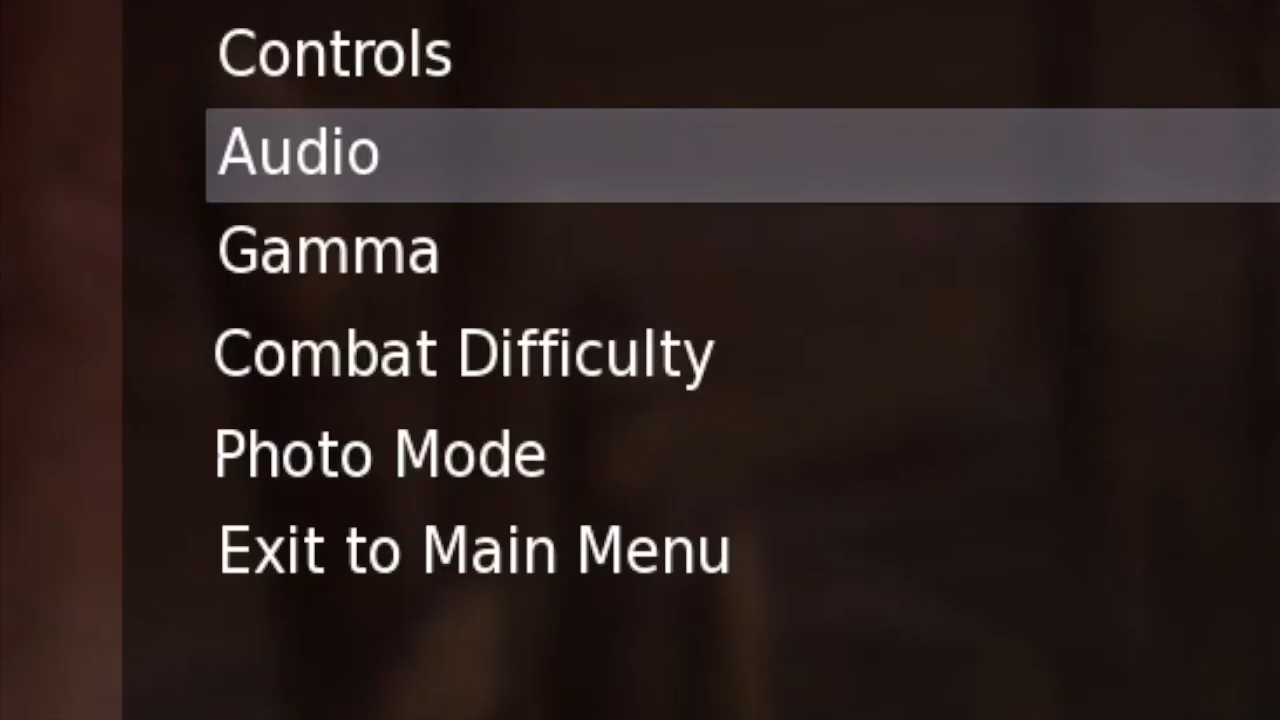 Controls
Audio
Gamma
Combat Difficulty
Photo Mode
Exit to Main Menu